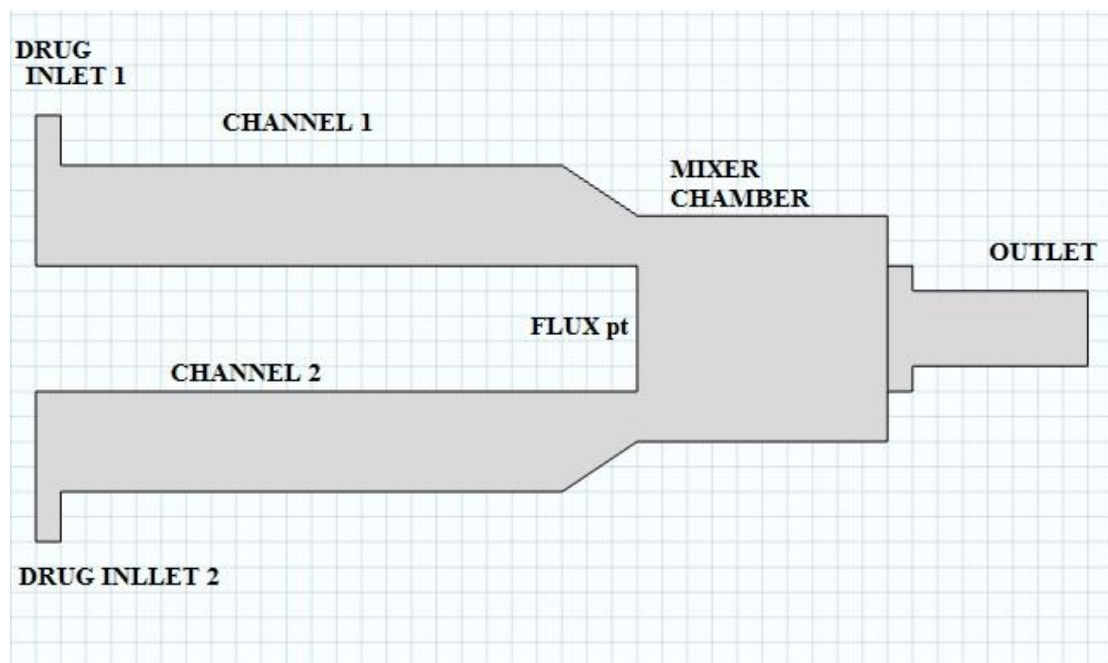 DRUG
INLET 1
CHANNEL 1
MIXER
CHAMBER
OUTLET
FLUX pt
CHANNEL 2
DRUG INLLET 2